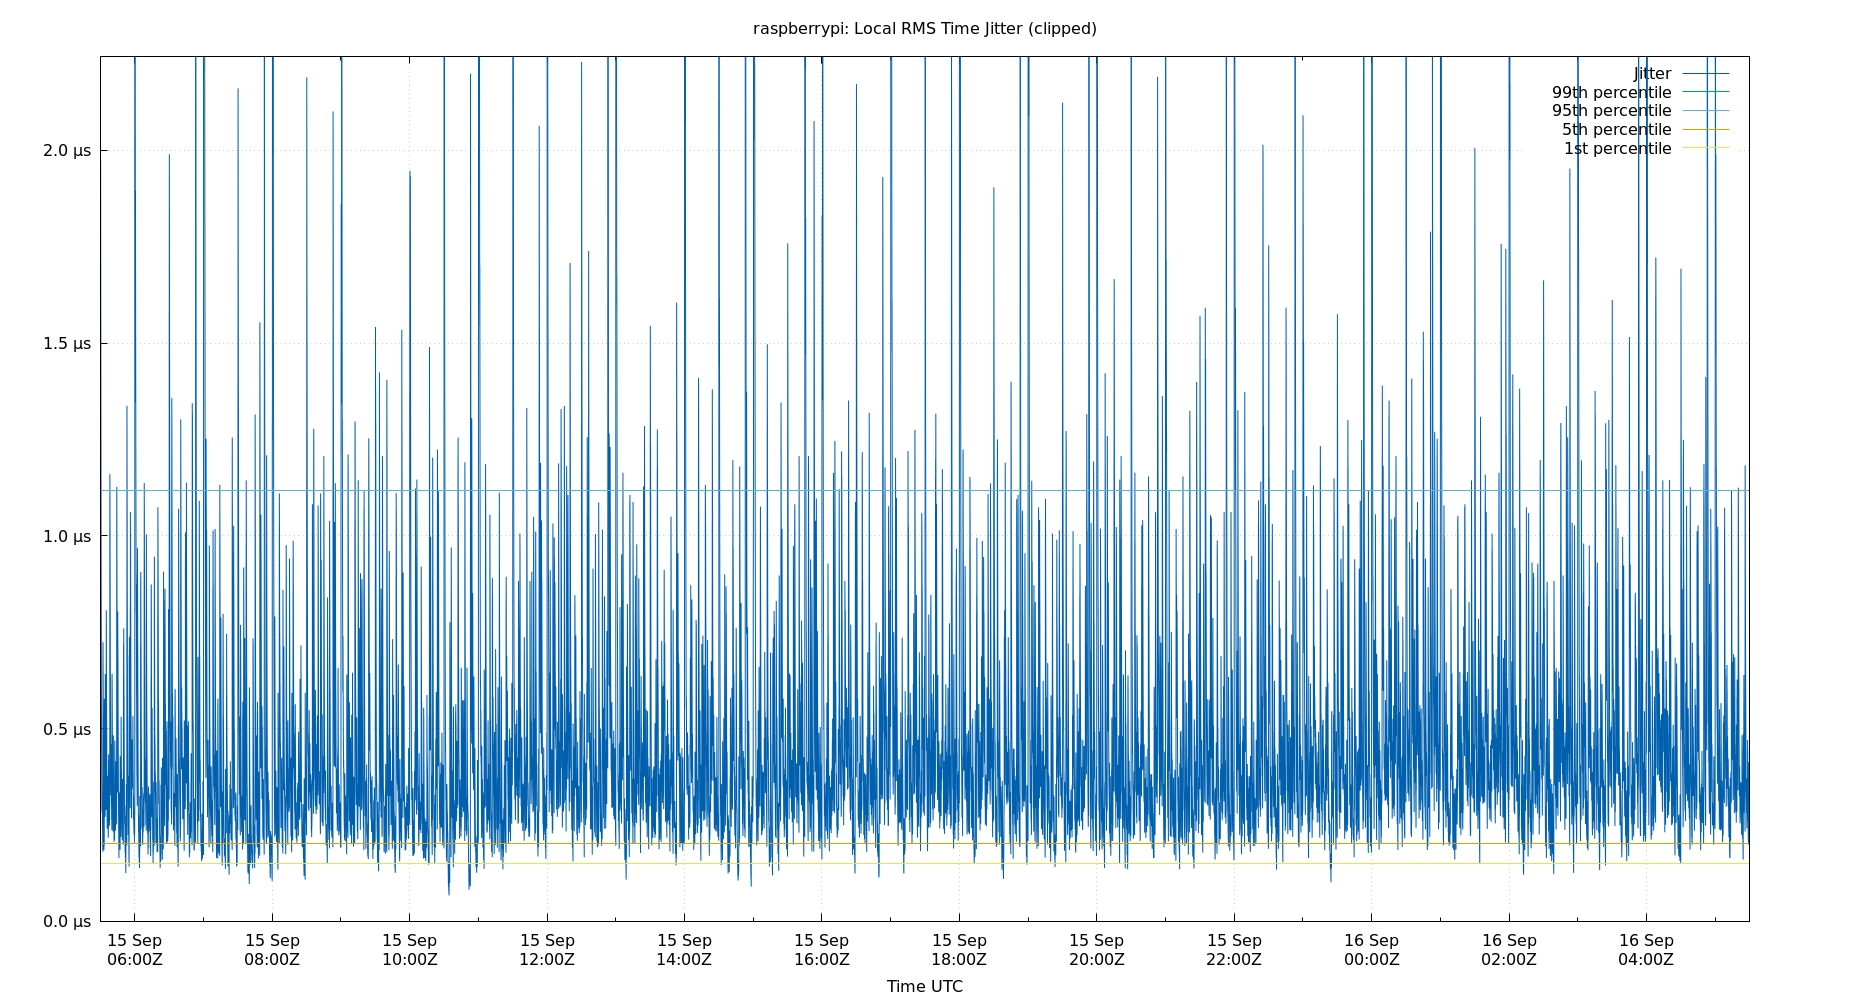 raspberrypi: Local RMS Time Jitter (clipped)
Jitter
99th percentile
95th percentile
5th percentile
1st percentile
2.0 µs
1.5 µs
1.0 µs
0.5 µs
0.0 µs
15 Sep 15 Sep 15 Sep 15 Sep 15 Sep 15 Sep 15 Sep 15 Sep 15 Sep 16 Sep 16 Sep 16 Sep
06:00Z 08:00Z 10:00Z 12:00Z 14:00Z 16:00Z 18:00Z 20:00Z 22:00Z 00:00Z 02:00Z 04:00Z
Time UTC